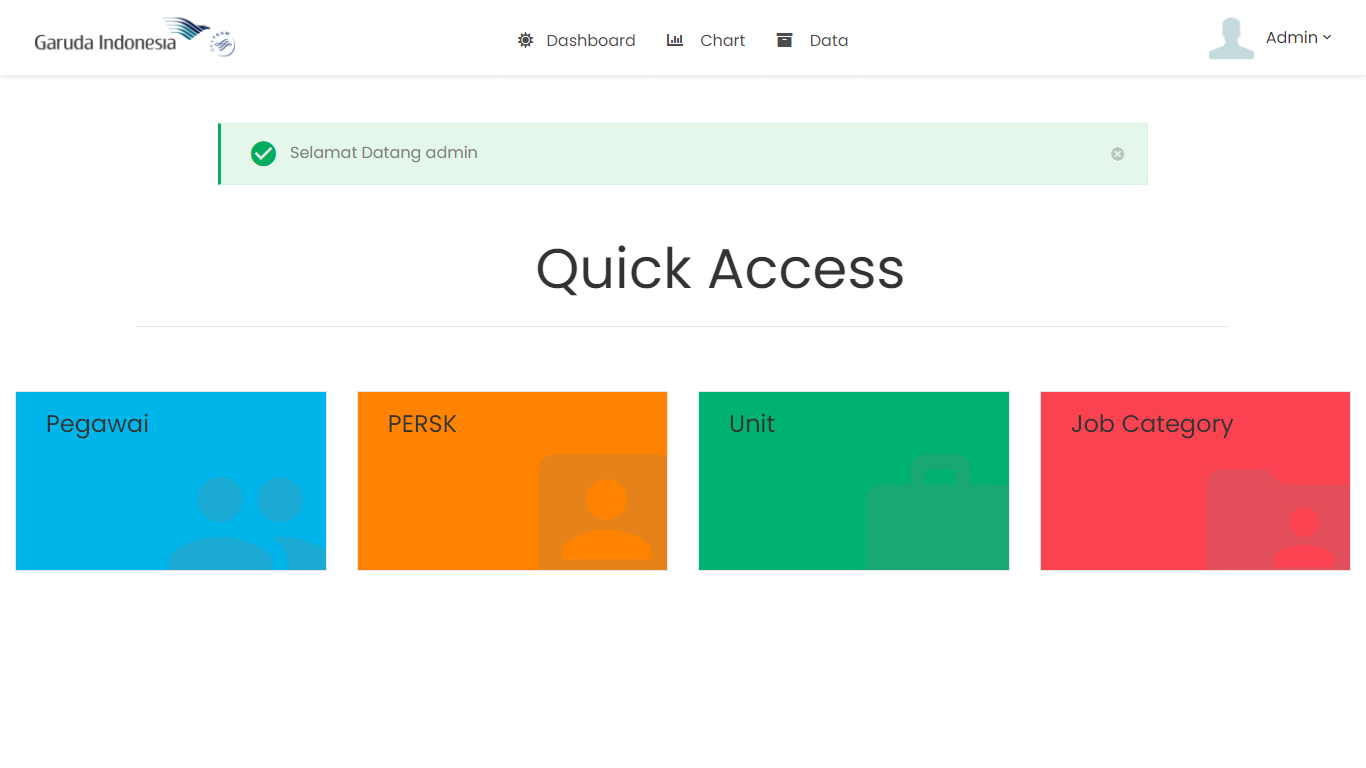 Garuda Indonesia
Dashboard
Chart
Data
Admin
Selamat Datang admin
Quick Access
Pegawai
PERSK
Unit
Job Category